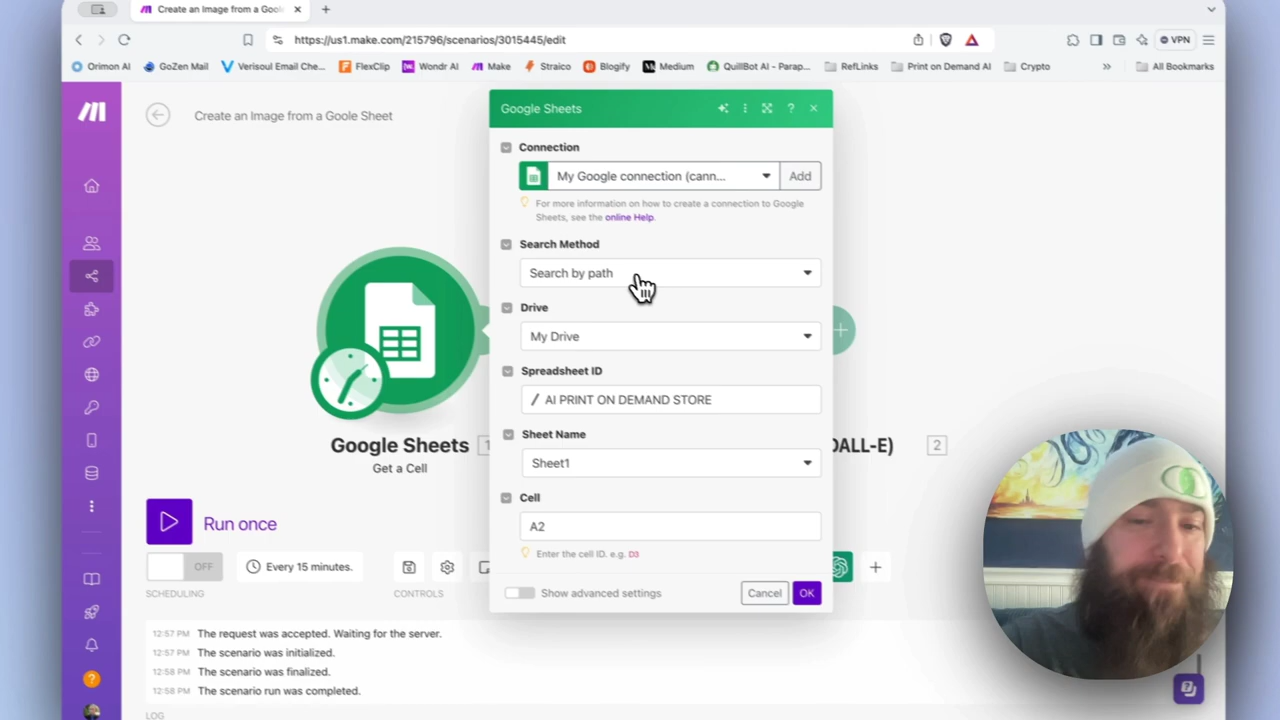 Create an Image from a Gool
https://us1.make.com/215796/scenarios/3015445/edit
VPN
Orimon AI
GoZen Mail
Verisoul Email Che...
FlexClip
Wondr AI
Make
Straico
Blogify
Medium
QuillBot AI - Parap...
RefLinks
Print on Demand AI
Crypto
All Bookmarks
Create an Image from a Goole Sheet
Google Sheets
Connection
My Google connection (cann...
Add
For more information on how to create a connection to Google
Sheets, see the online Help.
Search Method
Search by path
Drive
My Drive
Spreadsheet ID
/ AI PRINT ON DEMAND STORE
Sheet Name
Sheet1
Cell
A2
Enter the cell ID. e.g. D3
Show advanced settings
Cancel
OK
Google Sheets
1
Get a Cell
DALL-E)
2
Run once
OFF
Every 15 minutes.
SCHEDULING
CONTROLS
12:57 PM The request was accepted. Waiting for the server.
12:57 PM The scenario was initialized.
12:58 PM The scenario was finalized.
12:58 PM The scenario run was completed.
LOG